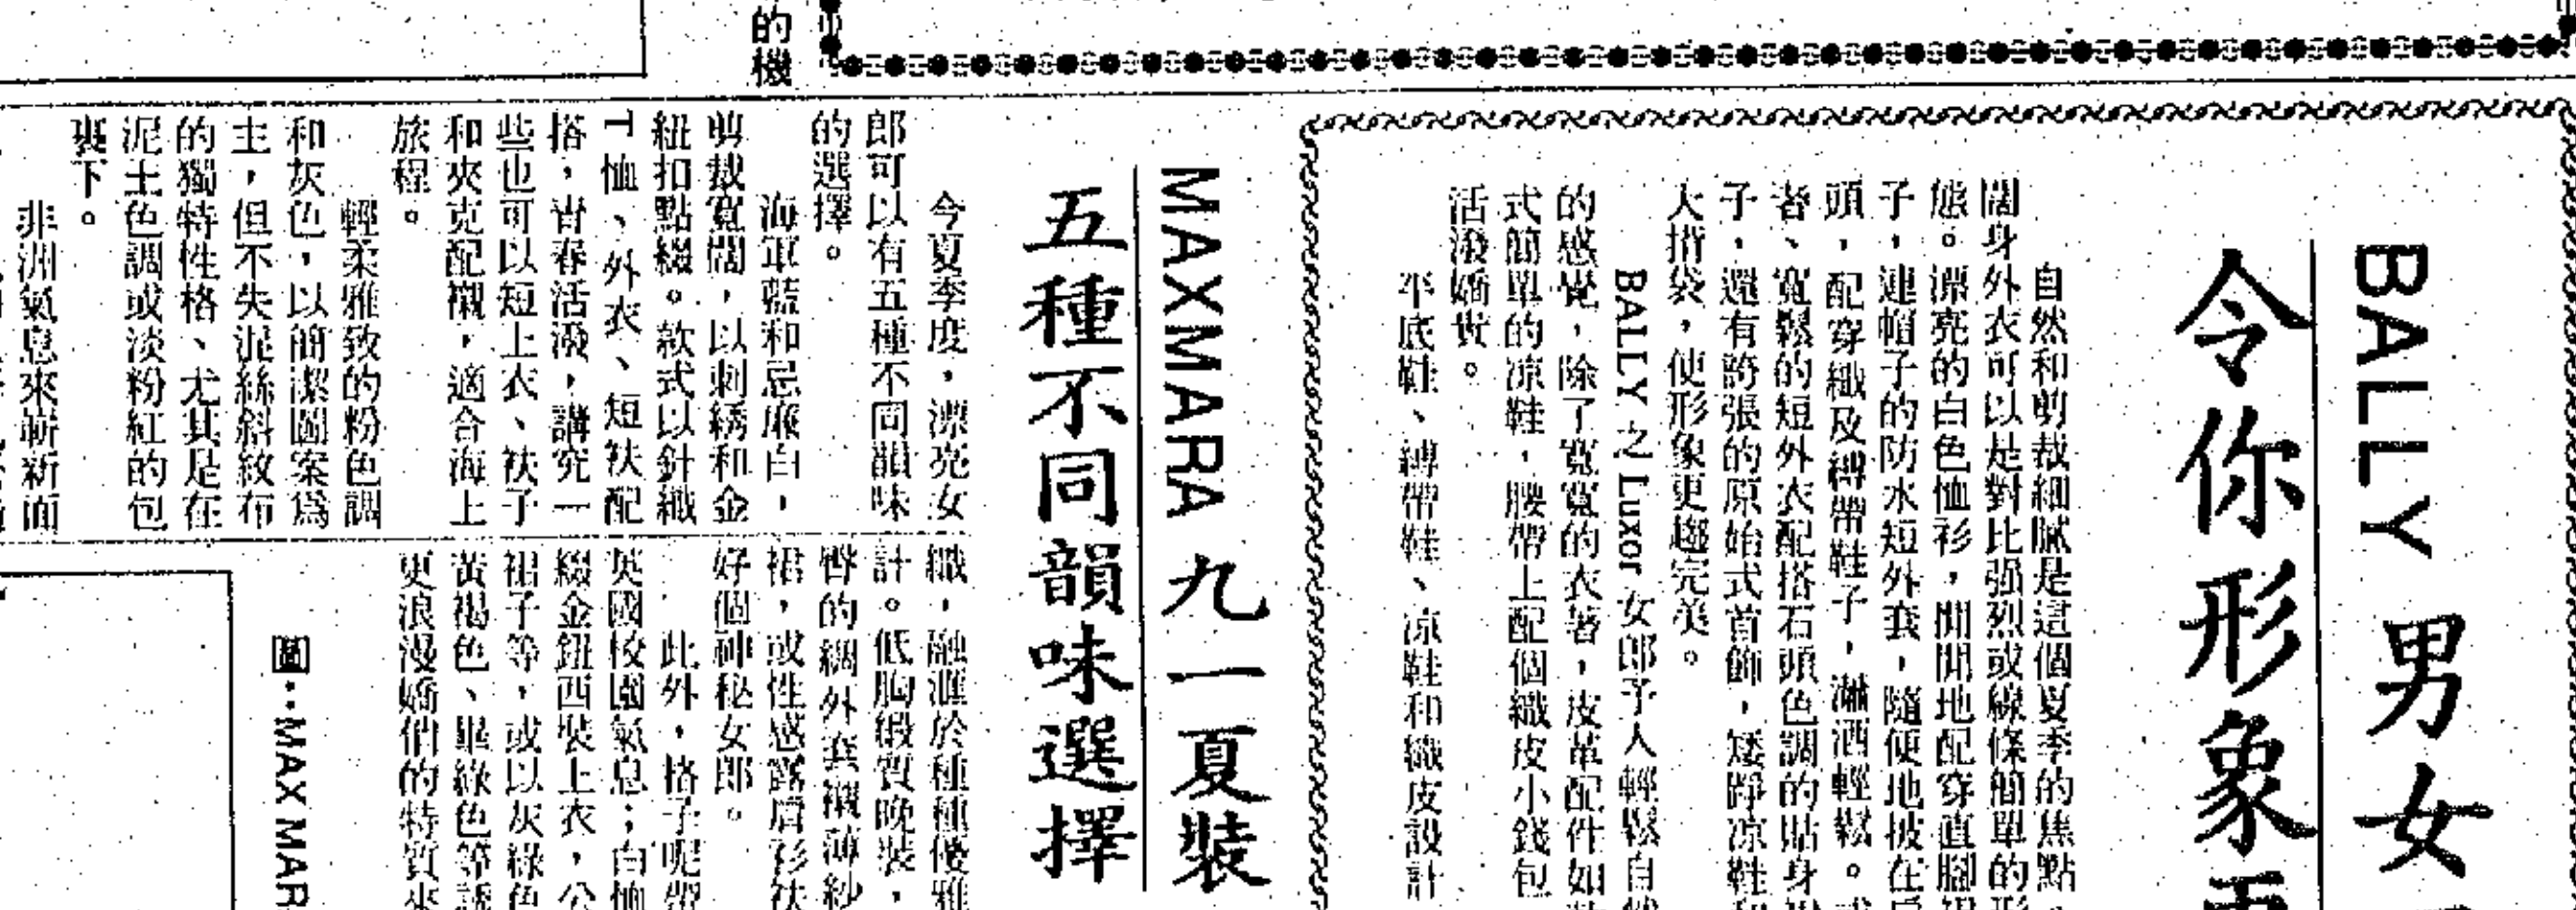 BALLY 男女
令你形象
自然和剪裁細膩是這個夏季的焦點，
闊身外衣可以是對比强烈或線條簡單的形
態。漂亮的白色恤衫，閒閒地配穿直腳
子，連帽子的防水短外套，隨便地披在
頭，配穿織及縛帶鞋子，瀟洒輕鬆。
者、寬鬆的短外衣配搭石頭色調的貼身
子，還有誇張的原始式首飾，矮踭凉鞋
大揹袋，使形象更趨完美。
BALLY 之 Luxor 女郎予人輕鬆自
的感覺，除了寬寬的衣著，皮革配件如
式簡單的凉鞋，腰帶上配個織皮小錢包
活潑嬌貴。
平底鞋、縛帶鞋、凉鞋和織皮設計
MAXMARA 九一夏裝
五種不同韻味選擇
今夏季度，漂亮女
郎可以有五種不同韻味
的選擇。
海軍藍和忌廉白，
剪裁寬闊，以刺綉和金
紐扣點綴。款式以針織
T恤、外衣、短袄配
搭，青春活潑，講究一
些也可以短上衣、袄子
和夾克配襯，適合海上
旅程。
輕柔雅致的粉色調
和灰色，以簡潔圖案爲
主，但不失混絲斜紋布
的獨特性格、尤其是在
泥土色調或淡粉紅的包
裹下。
非洲氣息來嶄新面
織，融滙於種種優雅
計。低胸緞質晚裝，
臀的綢外套襯薄紗
裙，或性感露肩衫袄
好個神秘女郎。
此外，格子呢帶
英國校園氣息；白恤
綴金鈕西裝上衣，公
裙子等，或以灰綠色
黃褐色、畢綠色等誘
更浪漫嬌俏的特質來
圖：MAX MAR
的機